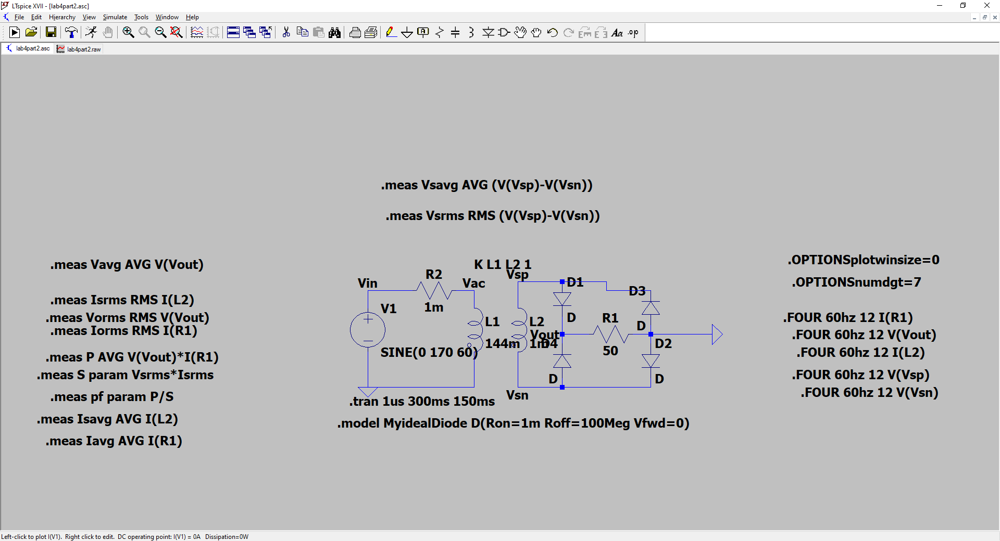 LTspice XVII - [lab4part2.asc]
File Edit Hierarchy View Simulate Tools Window Help
lab4part2.asc lab4part2.raw
.meas Vsavg AVG (V(Vsp)-V(Vsn))
.meas Vsrms RMS (V(Vsp)-V(Vsn))
.meas Vavg AVG V(Vout)
.meas Isrms RMS I(L2)
.meas Vorms RMS V(Vout)
.meas Iorms RMS I(R1)
.meas P AVG V(Vout)*I(R1)
.meas S param Vsrms*Isrms
.meas pf param P/S
.meas Isavg AVG I(L2)
.meas Iavg AVG I(R1)
K L1 L2 1
Vin
R2
1m
Vac
Vsp
V1
SINE(0 170 60)
L1
144m
L2
1m
Vout
D1
D
D3
D
R1
50
D4
D
D2
D
Vsn
.tran 1us 300ms 150ms
.model MyidealDiode D(Ron=1m Roff=100Meg Vfwd=0)
.OPTIONSplotwinsize=0
.OPTIONSnumdgt=7
.FOUR 60hz 12 I(R1)
.FOUR 60hz 12 V(Vout)
.FOUR 60hz 12 I(L2)
.FOUR 60hz 12 V(Vsp)
.FOUR 60hz 12 V(Vsn)
Left-click to plot I(V1). Right click to edit. DC operating point: I(V1) = 0A Dissipation=0W